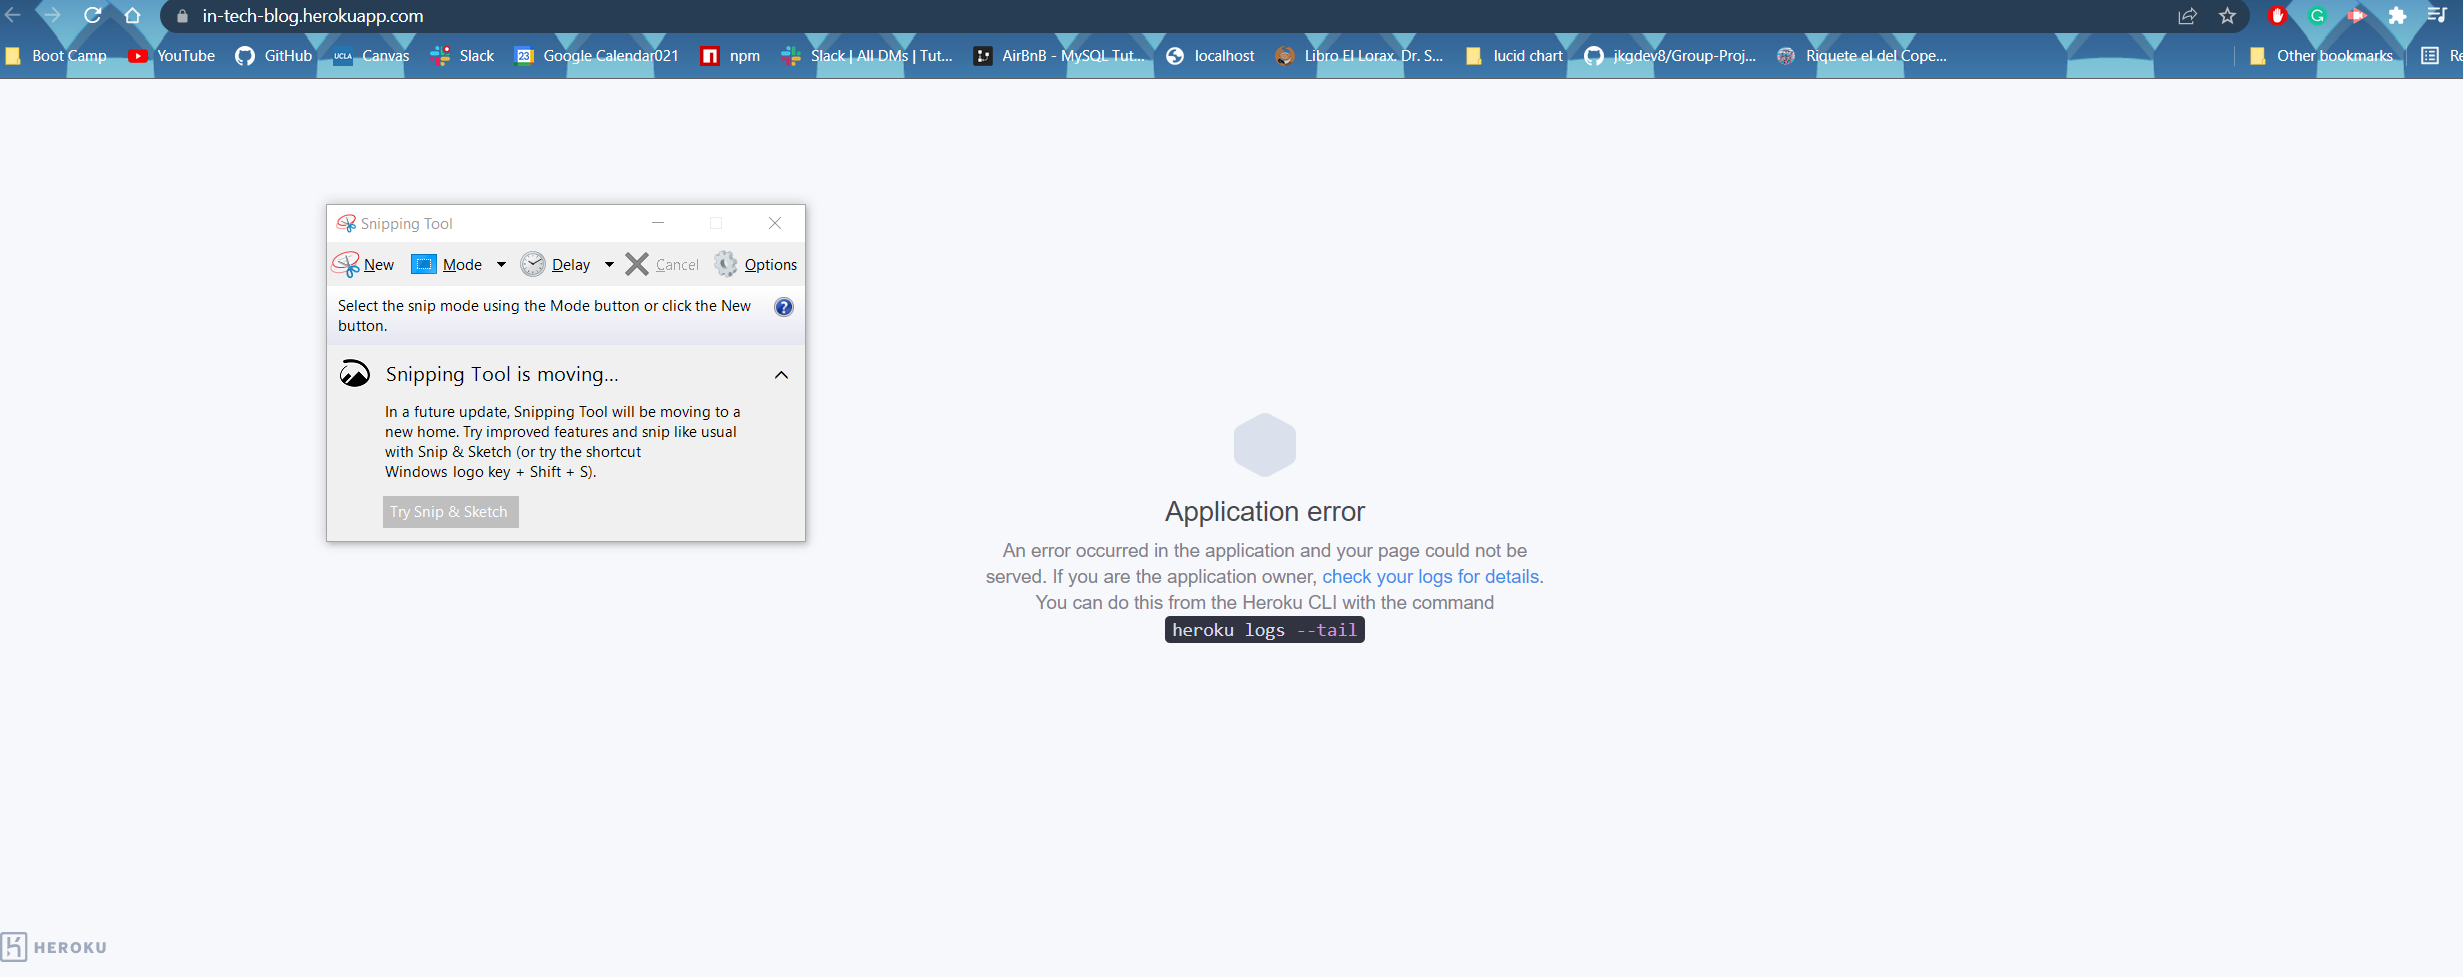 in-tech-blog.herokuapp.com
Boot Camp YouTube GitHub UCLA Canvas Slack 23 Google Calendar021 npm Slack | All DMs | Tut... AirBnB - MySQL Tut... localhost Libro El Lorax. Dr. S... lucid chart jkgdev8/Group-Proj... Riquete el del Cope... Other bookmarks Re
Snipping Tool
New Mode Delay Cancel Options
Select the snip mode using the Mode button or click the New
button.
Snipping Tool is moving...
In a future update, Snipping Tool will be moving to a
new home. Try improved features and snip like usual
with Snip & Sketch (or try the shortcut
Windows logo key + Shift + S).
Try Snip & Sketch
Application error
An error occurred in the application and your page could not be
served. If you are the application owner, check your logs for details.
You can do this from the Heroku CLI with the command
heroku logs --tail
HEROKU